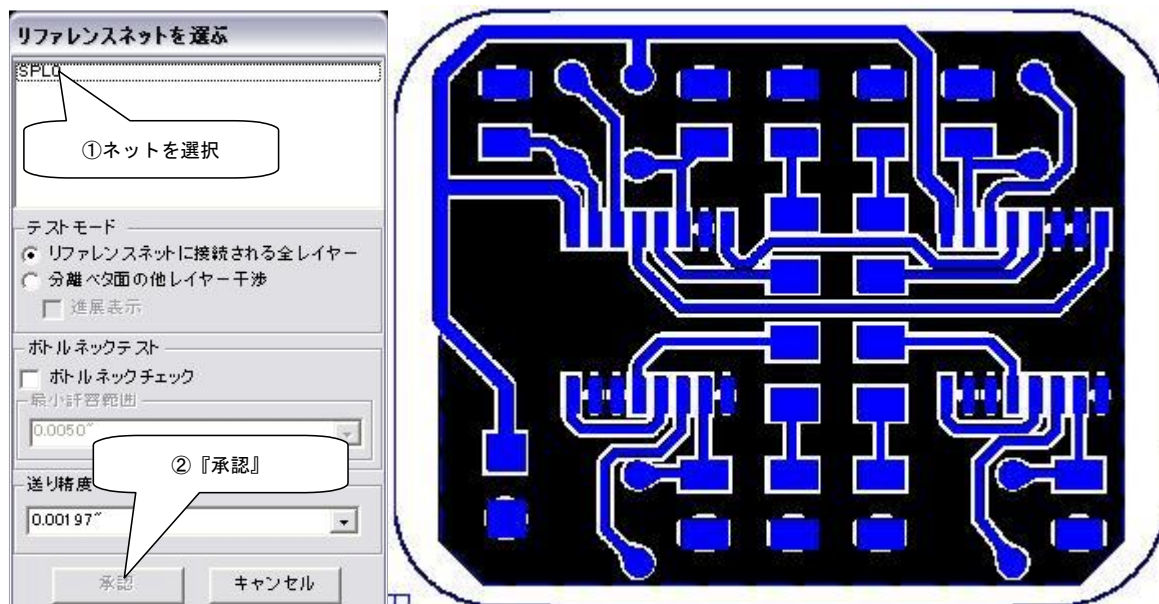 リファレンスネットを選ぶ
SPL0
①ネットを選択
テストモード
リファレンスネットに接続される全レイヤー
分離ベタ面の他レイヤー干渉
進展表示
ボトルネックテスト
ボトルネックチェック
最小許容範囲
0.0050"
②『承認』
送り精度
0.00197"
承認
キャンセル